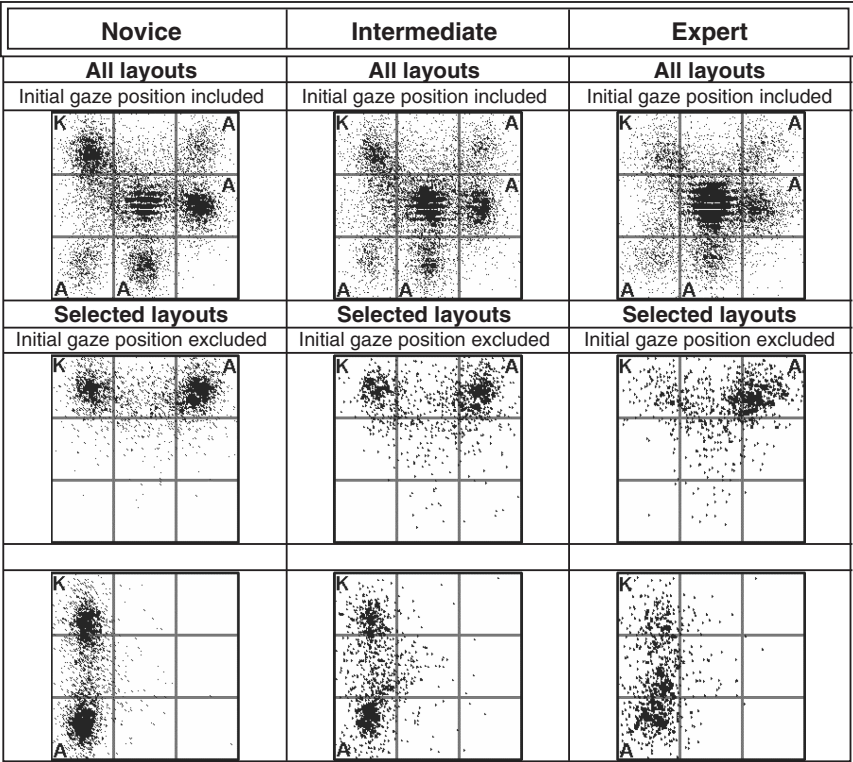 Novice Intermediate Expert
All layouts All layouts All layouts
Initial gaze position included Initial gaze position included Initial gaze position included
K A K A K A
A A A
A A A A A A
Selected layouts Selected layouts Selected layouts
Initial gaze position excluded Initial gaze position excluded Initial gaze position excluded
K A K A K A
K K K
A A A